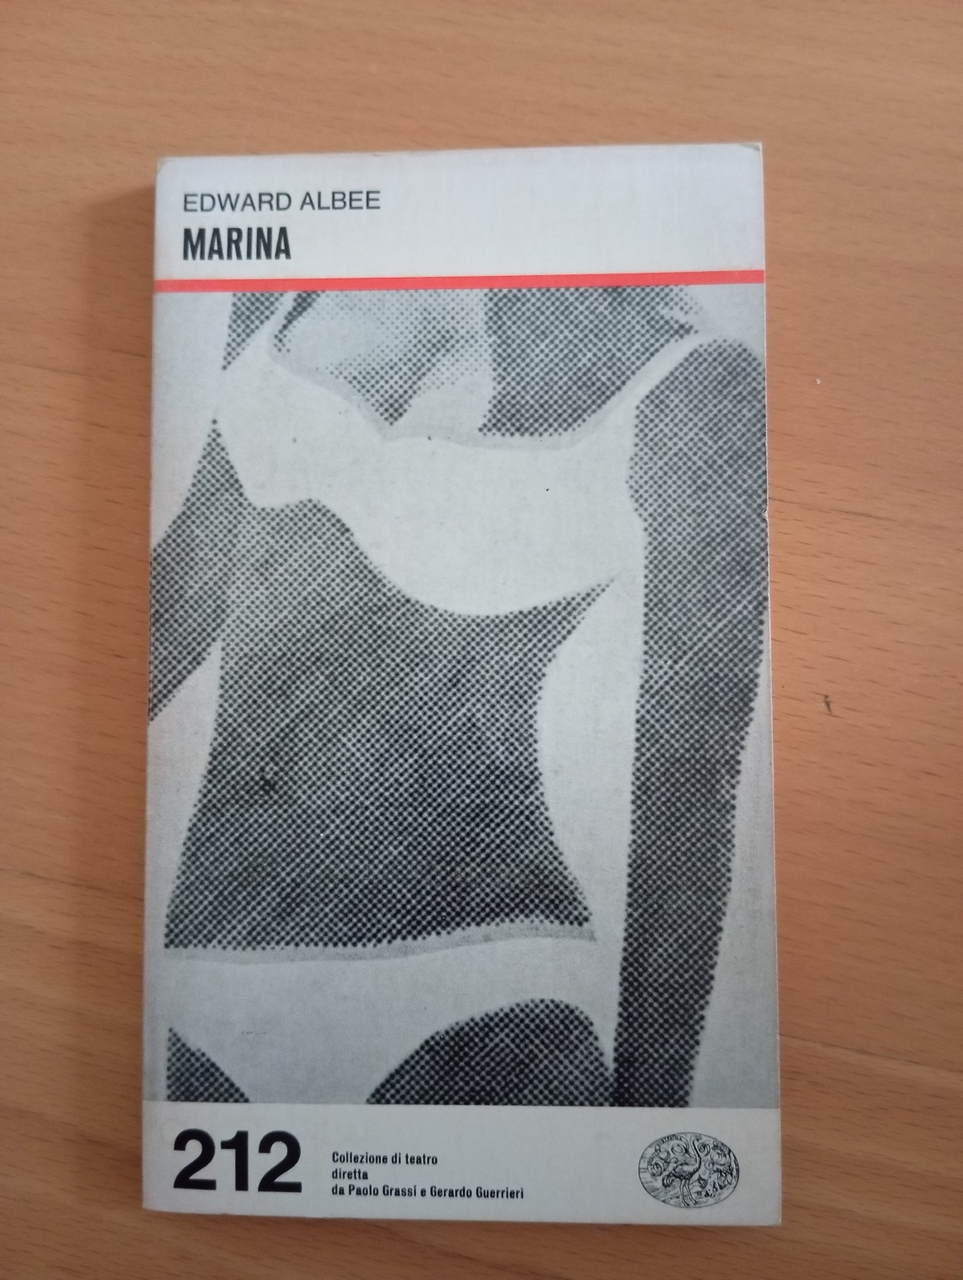 EDWARD ALBEE
MARINA
212
Collezione di teatro
diretta
da Paolo Grassi e Gerardo Guerrieri